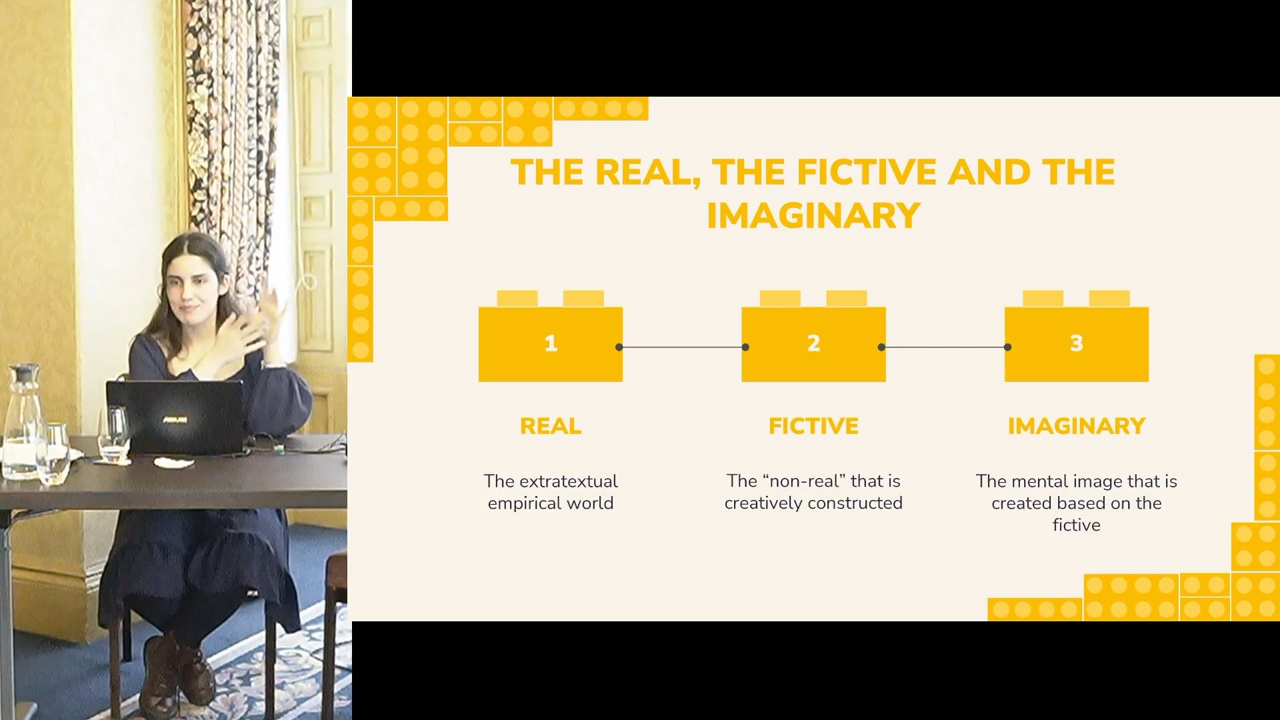 THE REAL, THE FICTIVE AND THE
IMAGINARY
1
2
3
REAL
FICTIVE
IMAGINARY
The extratextual
empirical world
The “non-real” that is
creatively constructed
The mental image that is
created based on the
fictive
ASUS